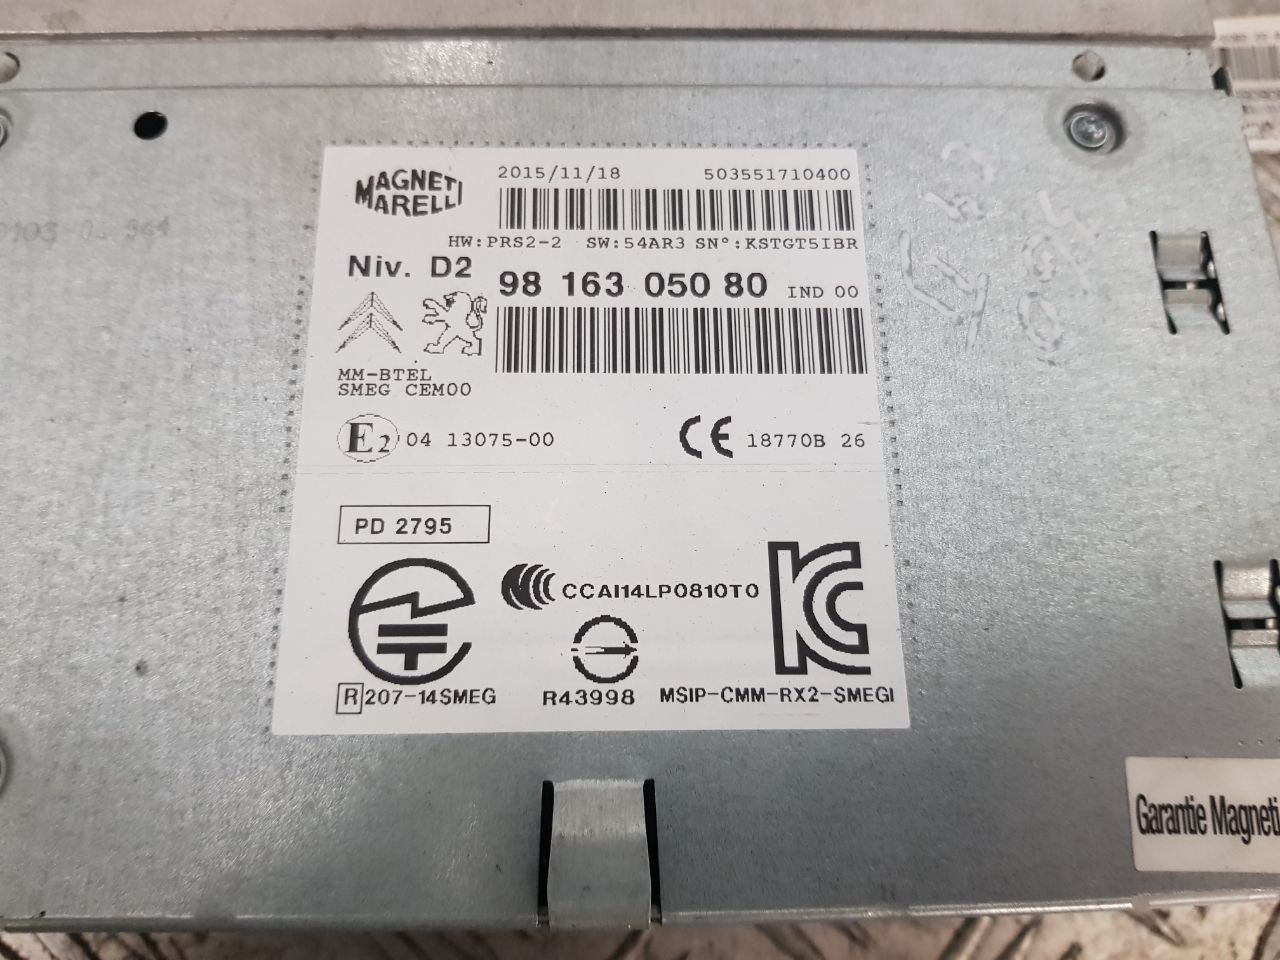 MAGNETI
MARELLI
2015/11/18 503551710400
HW:PRS2-2 SW:54AR3 SN°:KSTGT5IBR
Niv. D2
98 163 050 80 IND 00
MM-BTEL
SMEG CEM00
E2 04 13075-00
CE 18770B 26
PD 2795
CCAI14LP0810T0
KC
R 207-14SMEG
R43998
MSIP-CMM-RX2-SMEGI
Garantie Magneti